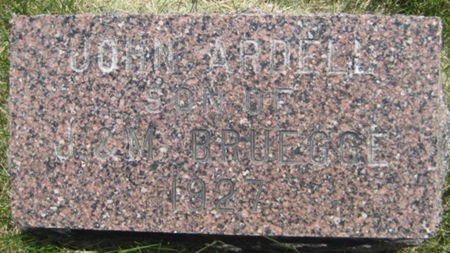 JOHN ARDELL
SON OF
J & M BRUEGGE
1927